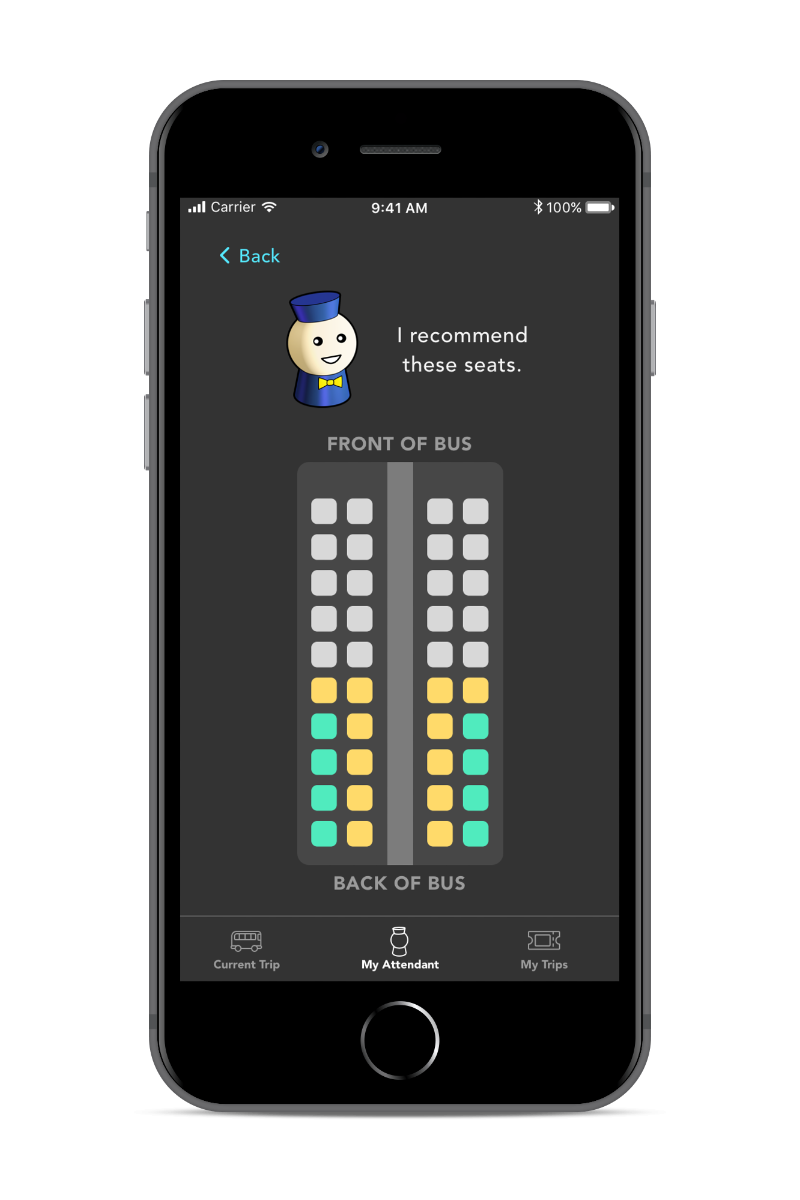 Carrier 9:41 AM 100%
Back
I recommend
these seats.
FRONT OF BUS
BACK OF BUS
Current Trip My Attendant My Trips